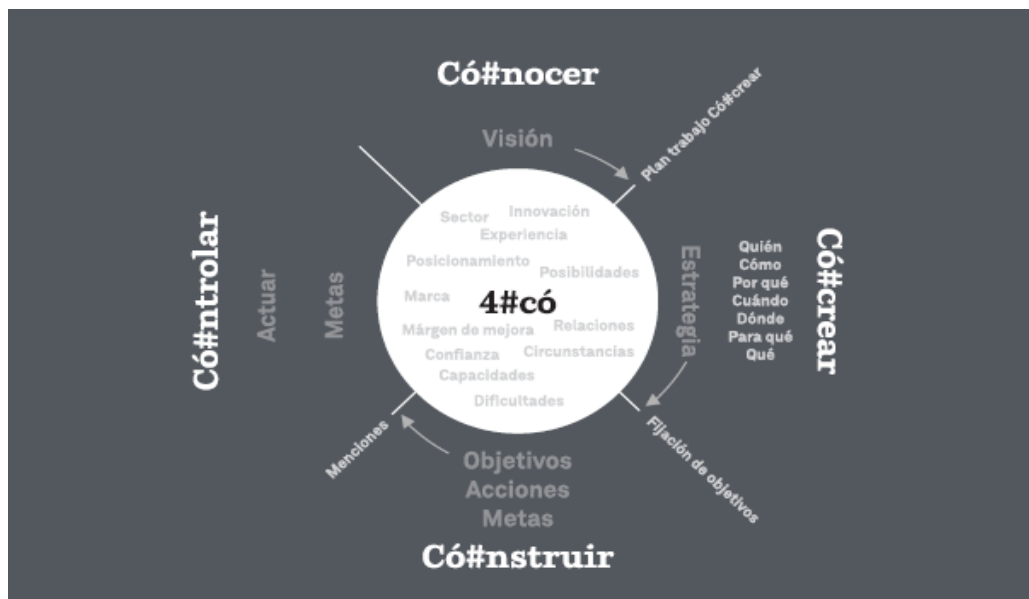 Có#nocer
Visión
Plan trabajo Có#crear
Sector
Innovación
Experiencia
Posicionamiento
Posibilidades
Marca
4#có
Márgen de mejora
Relaciones
Confianza
Circunstancias
Capacidades
Dificultades
Estrategia
Quién
Cómo
Por qué
Cuándo
Dónde
Para qué
Qué
Có#crear
Fijación de objetivos
Objetivos
Acciones
Metas
Có#nstruir
Menciones
Metas
Actuar
Có#ntrolar